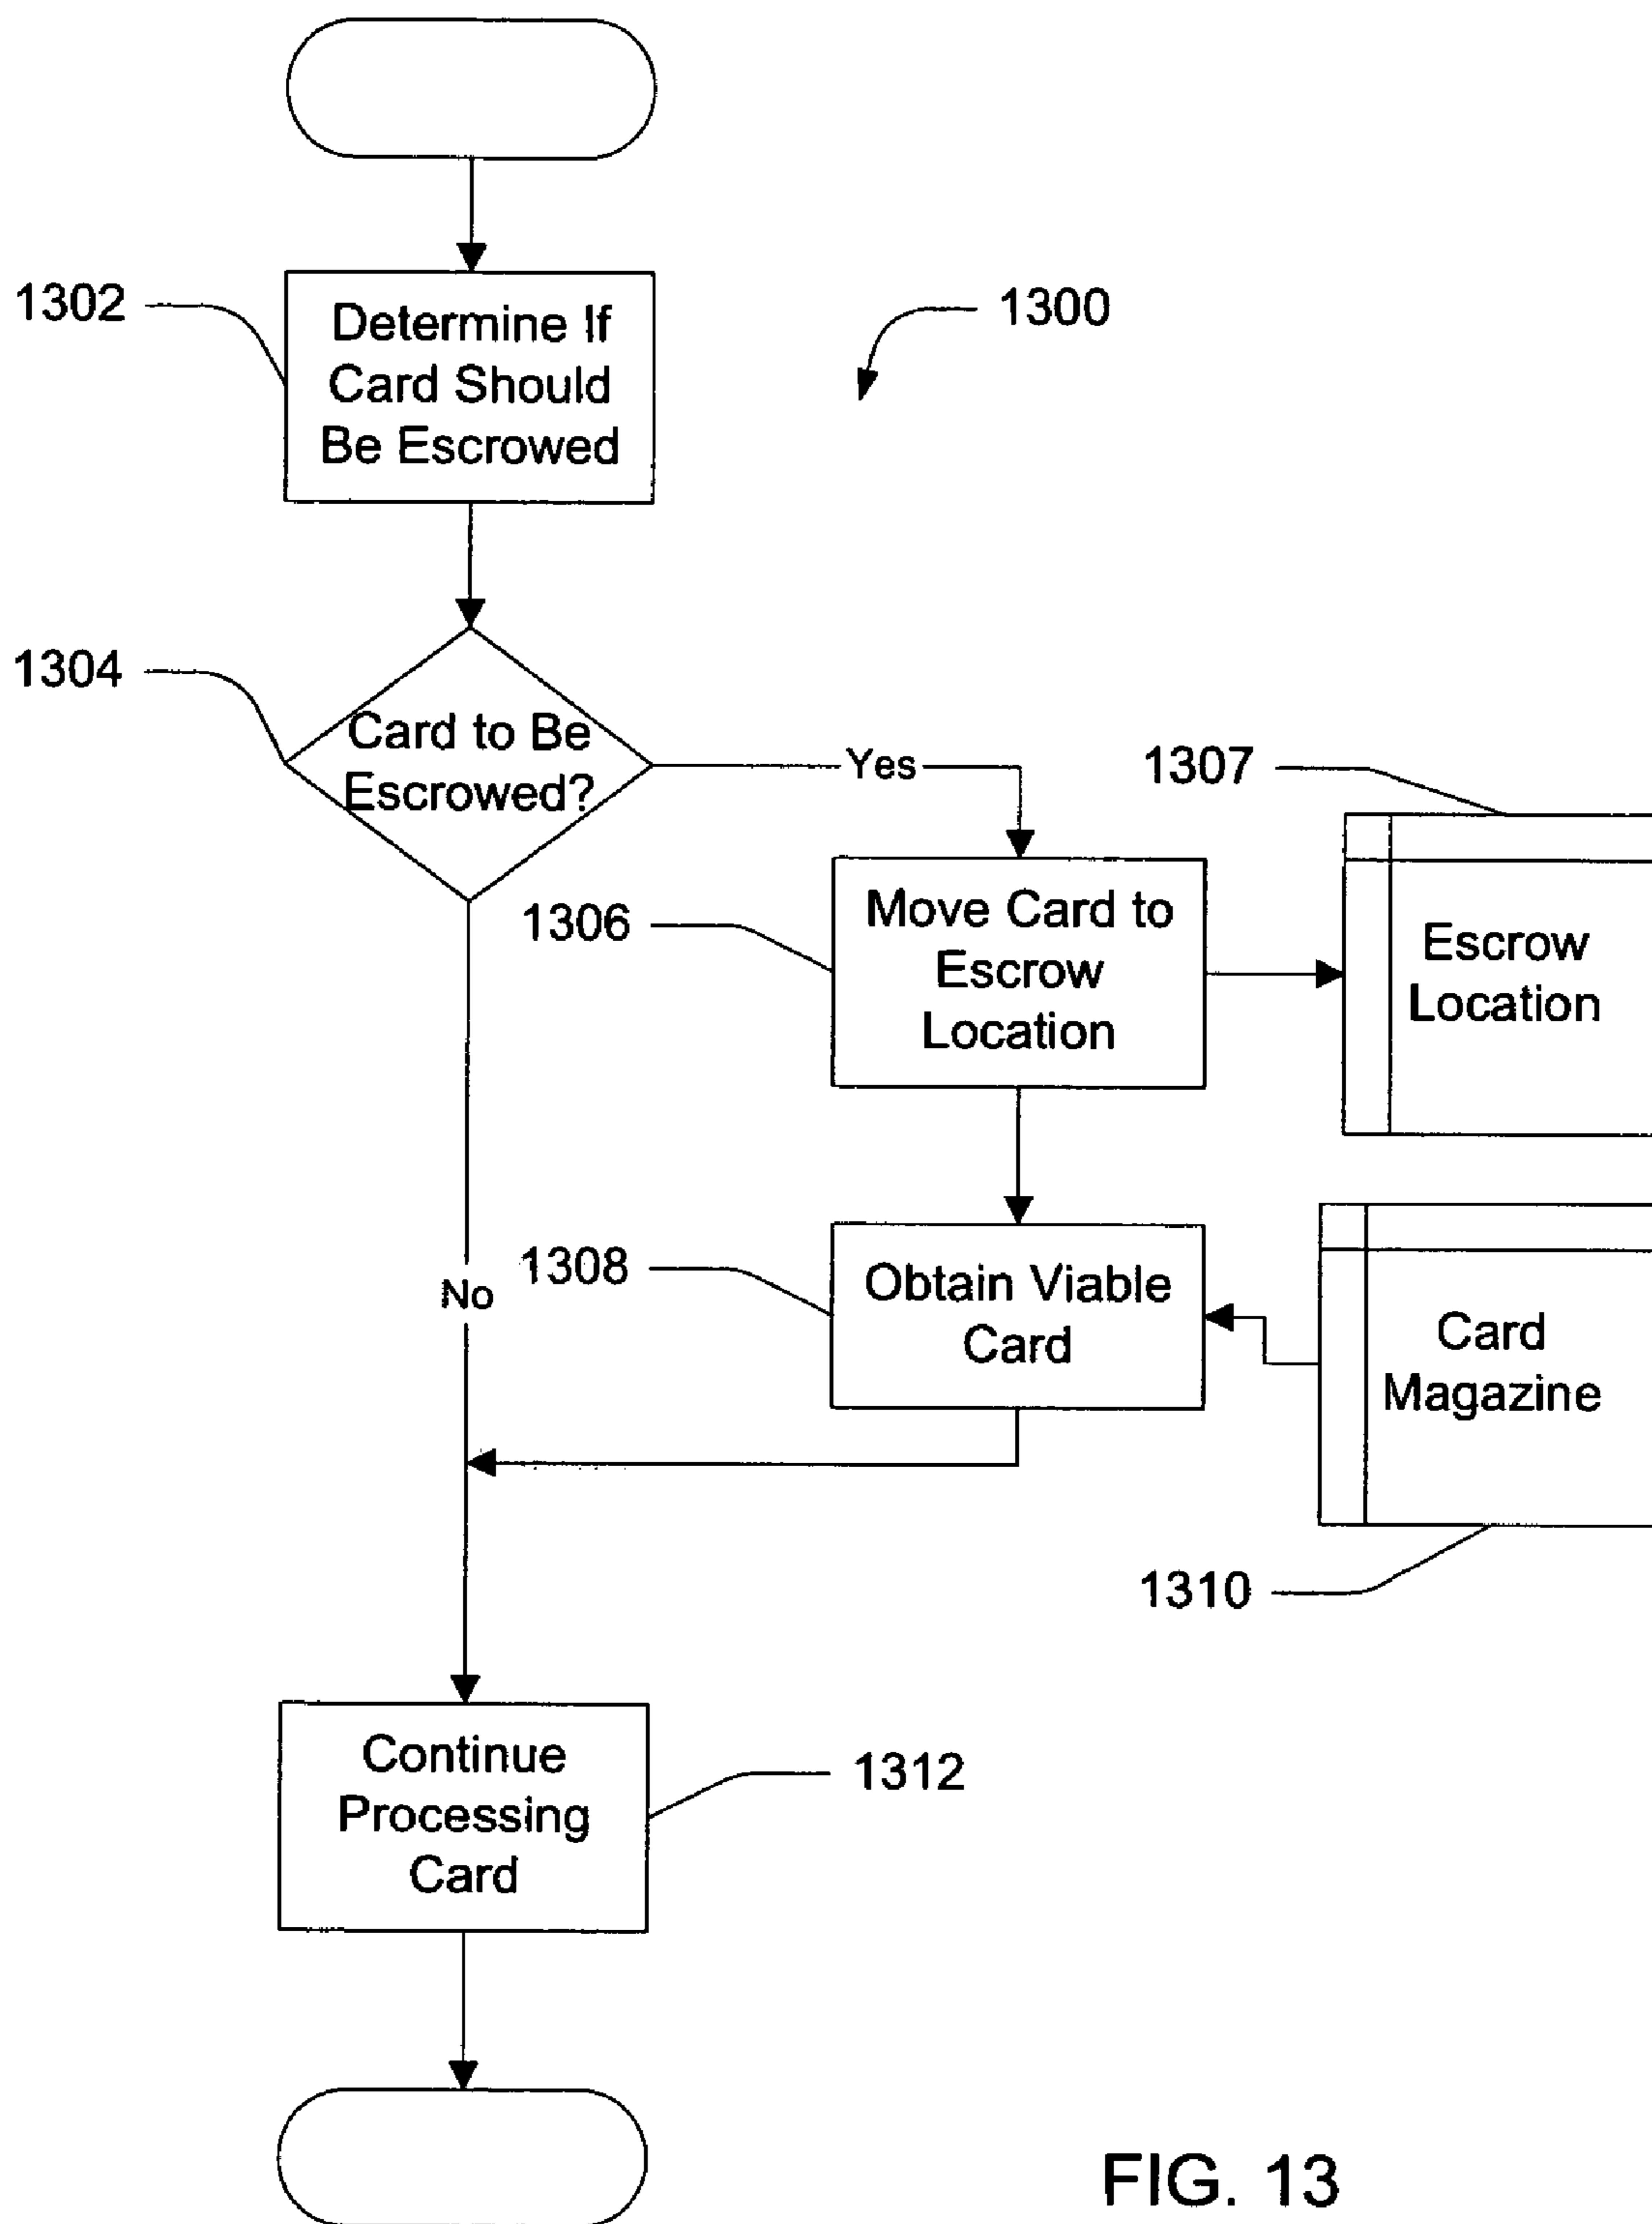 1302
Determine If
Card Should
Be Escrowed
1300
1304
Card to Be
Escrowed?
Yes
1307
1306
Move Card to
Escrow
Location
Escrow
Location
No
1308
Obtain Viable
Card
Card
Magazine
1310
Continue
Processing
Card
1312
FIG. 13